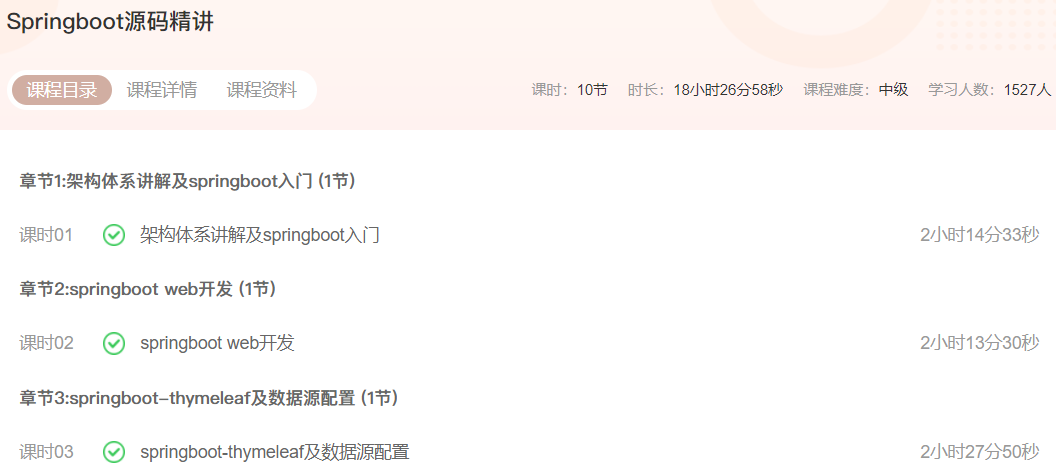 Springboot源码精讲
课程目录 课程详情 课程资料 课时：10节 时长：18小时26分58秒 课程难度：中级 学习人数：1527人
章节1:架构体系讲解及springboot入门 (1节)
课时01 架构体系讲解及springboot入门 2小时14分33秒
章节2:springboot web开发 (1节)
课时02 springboot web开发 2小时13分30秒
章节3:springboot-thymeleaf及数据源配置 (1节)
课时03 springboot-thymeleaf及数据源配置 2小时27分50秒